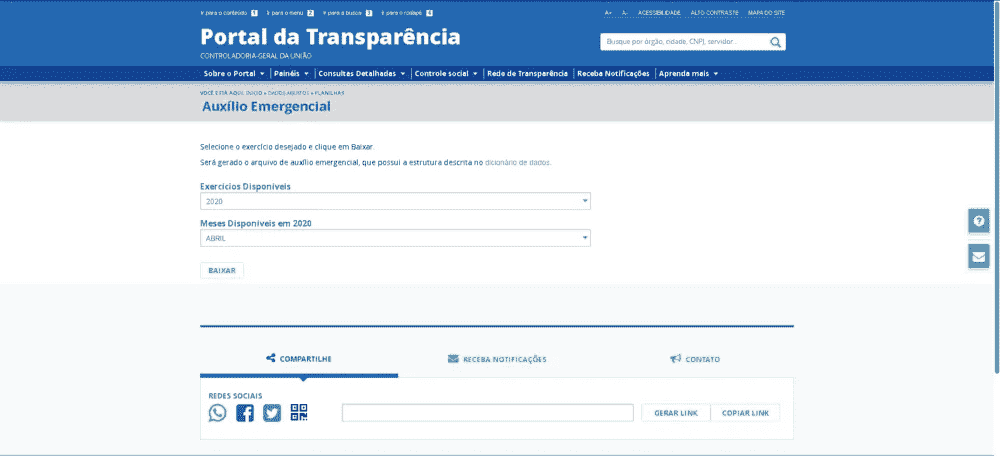 Ir para o conteúdo 1 Ir para o menu 2 Ir para a busca 3 Ir para o rodapé 4 A+ A- ACESSIBILIDADE ALTO CONTRASTE MAPA DO SITE
Portal da Transparência
CONTROLADORIA-GERAL DA UNIÃO
Busque por órgão, cidade, CNPJ, servidor...
Sobre o Portal Painéis Consultas Detalhadas Controle social Rede de Transparência Receba Notificações Aprenda mais
VOCÊ ESTÁ AQUI: INÍCIO » DADOS ABERTOS » PLANILHAS
Auxílio Emergencial
Selecione o exercício desejado e clique em Baixar.
Será gerado o arquivo de auxílio emergencial, que possui a estrutura descrita no dicionário de dados.
Exercícios Disponíveis
2020
Meses Disponíveis em 2020
ABRIL
BAIXAR
COMPARTILHE RECEBA NOTIFICAÇÕES CONTATO
REDES SOCIAIS
GERAR LINK COPIAR LINK